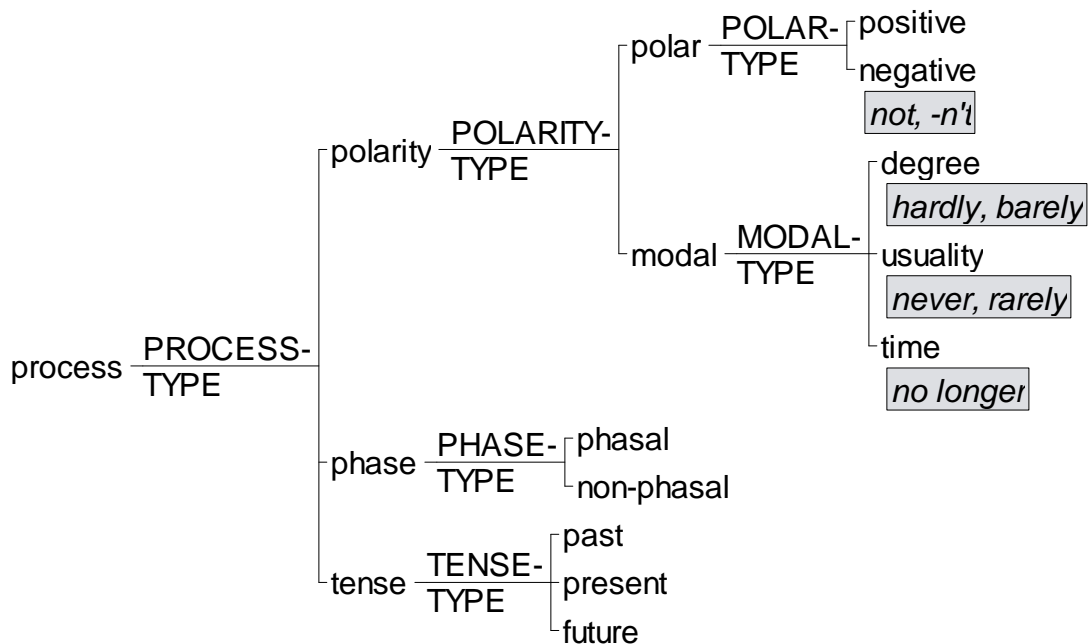 process
PROCESS-
TYPE
polarity
POLARITY-
TYPE
polar
POLAR-
TYPE
positive
negative
not, -n't
modal
MODAL-
TYPE
degree
hardly, barely
usuality
never, rarely
time
no longer
phase
PHASE-
TYPE
phasal
non-phasal
tense
TENSE-
TYPE
past
present
future